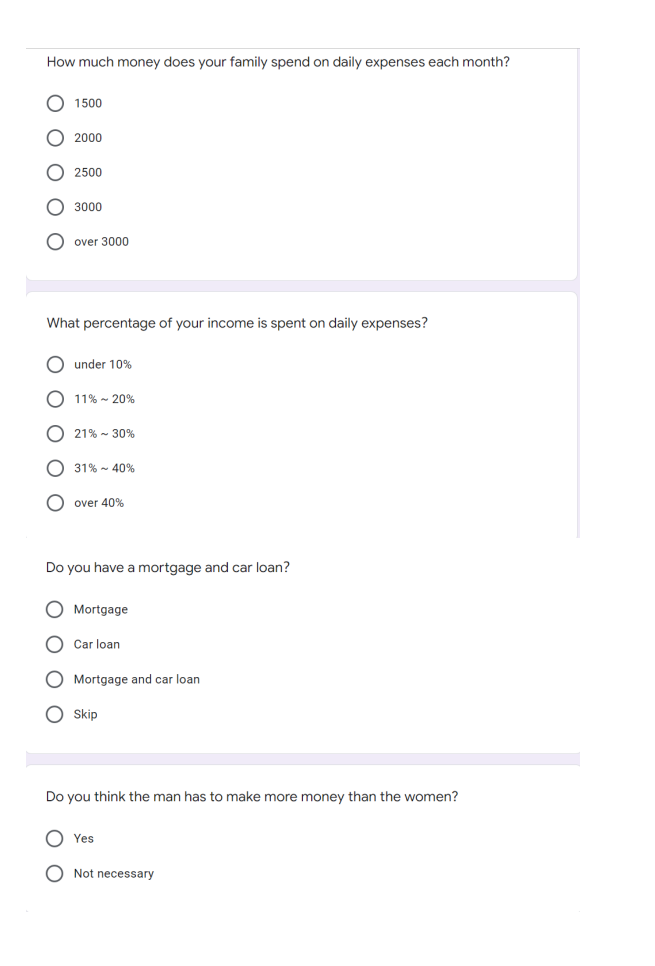 How much money does your family spend on daily expenses each month?
1500
2000
2500
3000
over 3000
What percentage of your income is spent on daily expenses?
under 10%
11% ~ 20%
21% ~ 30%
31% ~ 40%
over 40%
Do you have a mortgage and car loan?
Mortgage
Car loan
Mortgage and car loan
Skip
Do you think the man has to make more money than the women?
Yes
Not necessary